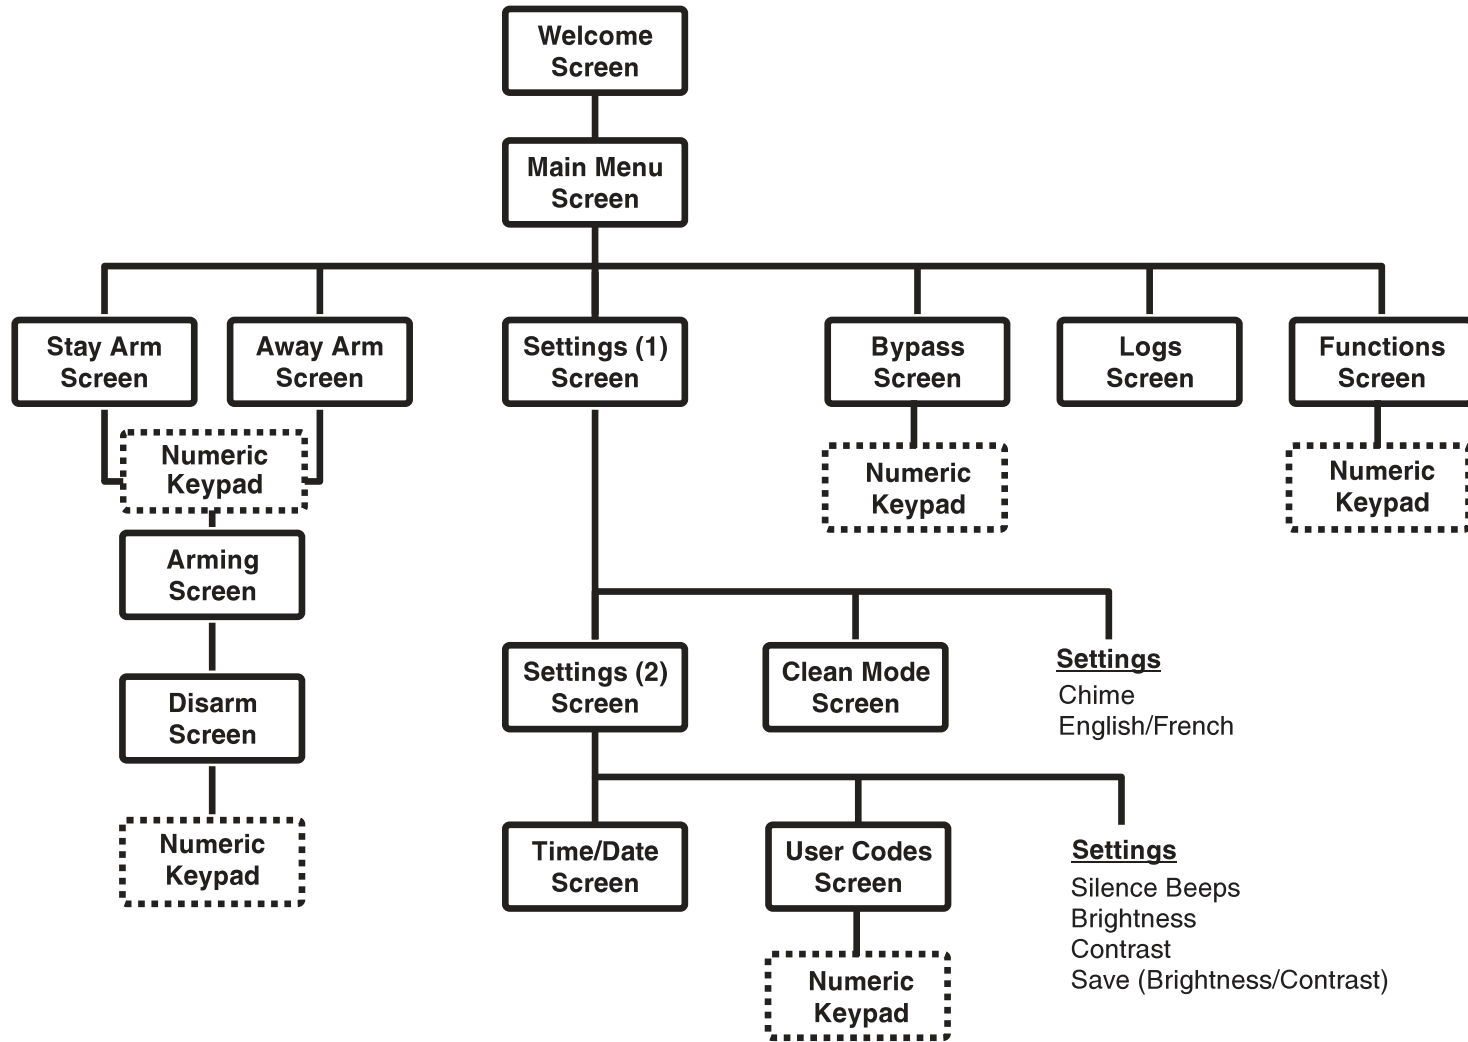 Welcome
Screen
Main Menu
Screen
Stay Arm
Screen
Away Arm
Screen
Settings (1)
Screen
Bypass
Screen
Logs
Screen
Functions
Screen
Numeric
Keypad
Numeric
Keypad
Numeric
Keypad
Arming
Screen
Settings (2)
Screen
Clean Mode
Screen
Settings
Chime
English/French
Disarm
Screen
Numeric
Keypad
Time/Date
Screen
User Codes
Screen
Settings
Silence Beeps
Brightness
Contrast
Save (Brightness/Contrast)
Numeric
Keypad